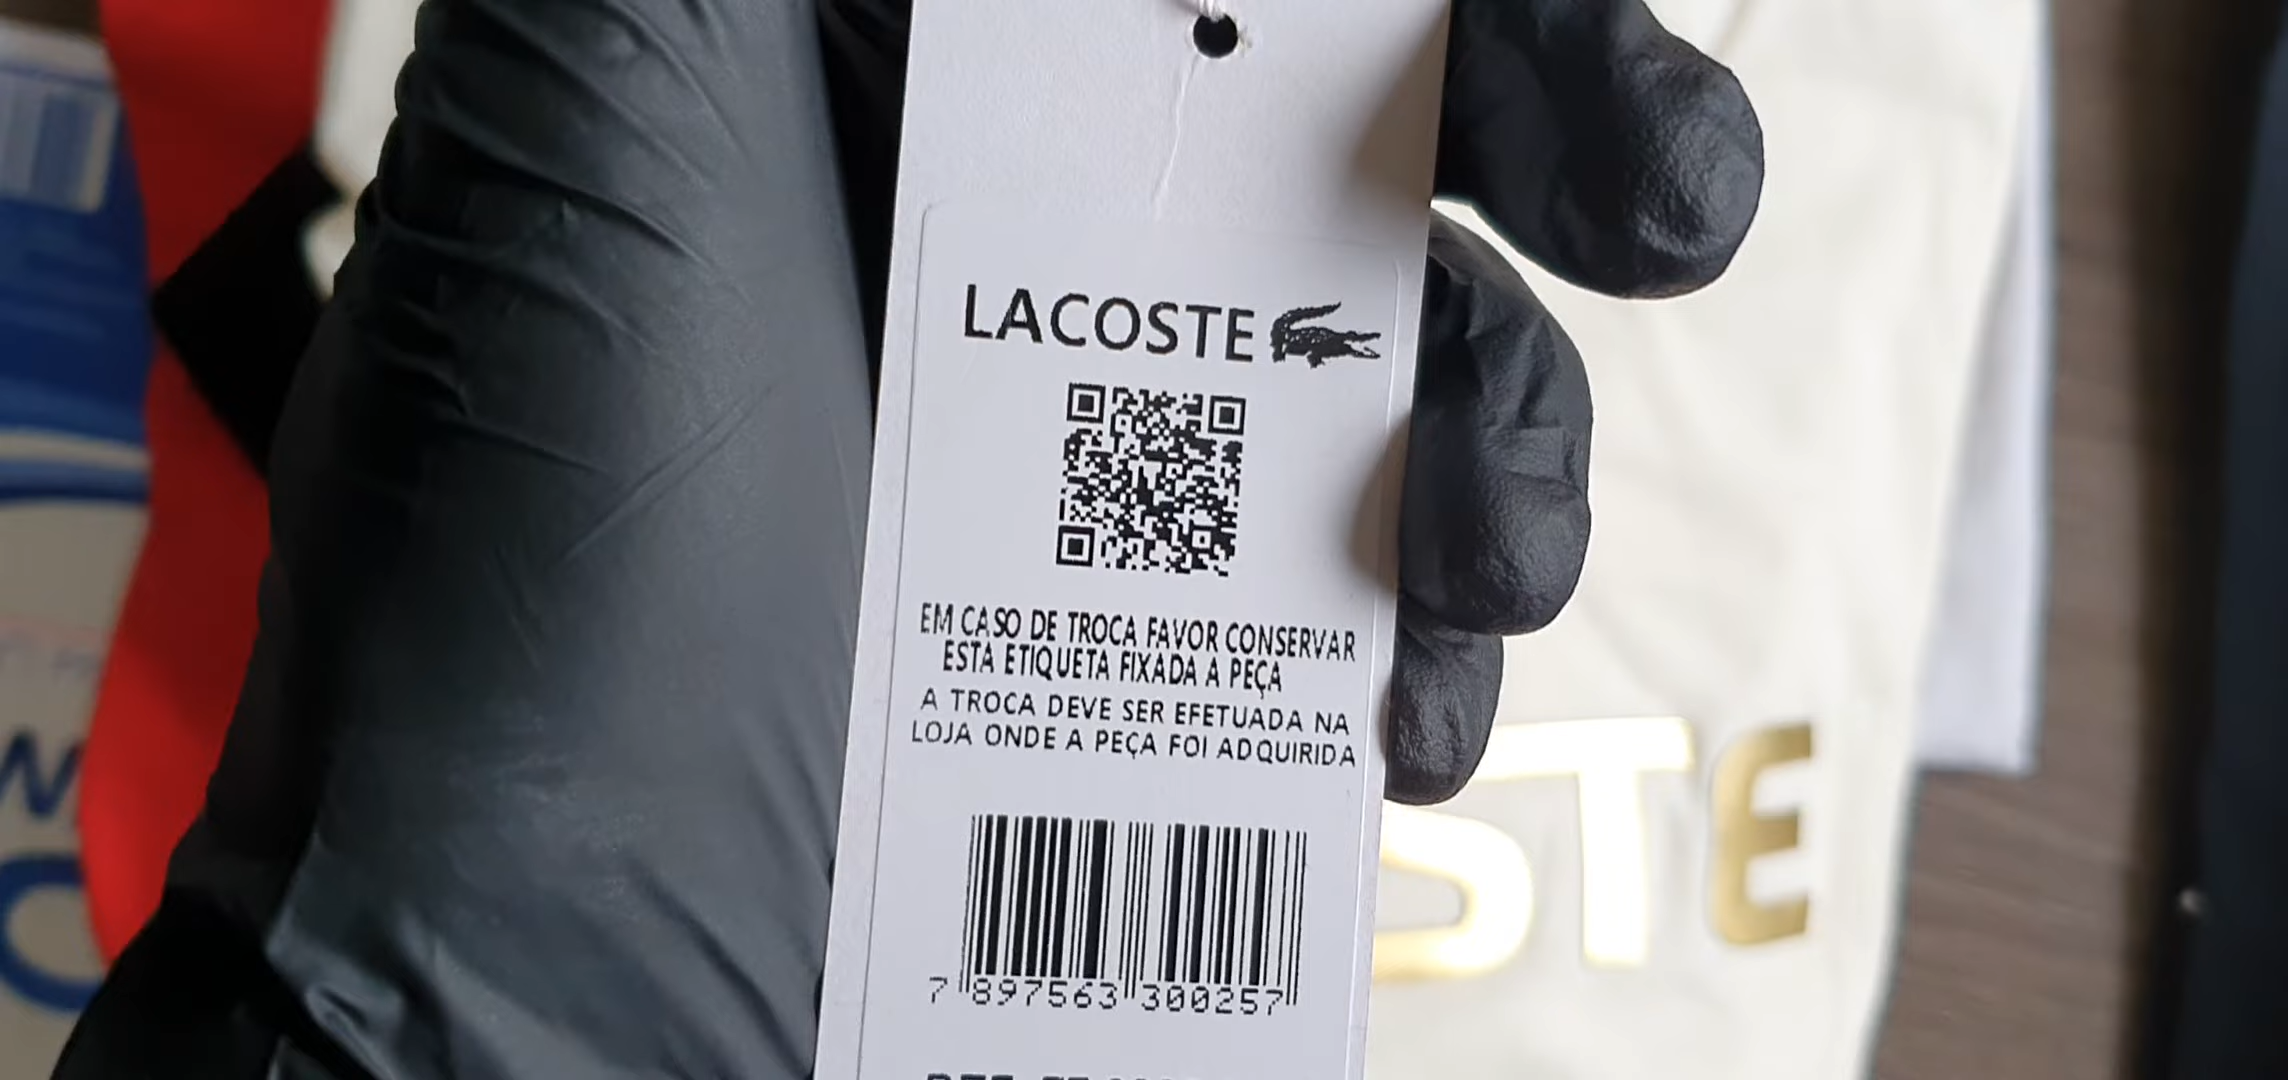 LACOSTE
EM CASO DE TROCA FAVOR CONSERVAR
ESTA ETIQUETA FIXADA A PEÇA
A TROCA DEVE SER EFETUADA NA
LOJA ONDE A PEÇA FOI ADQUIRIDA
7 897563 300257
STE